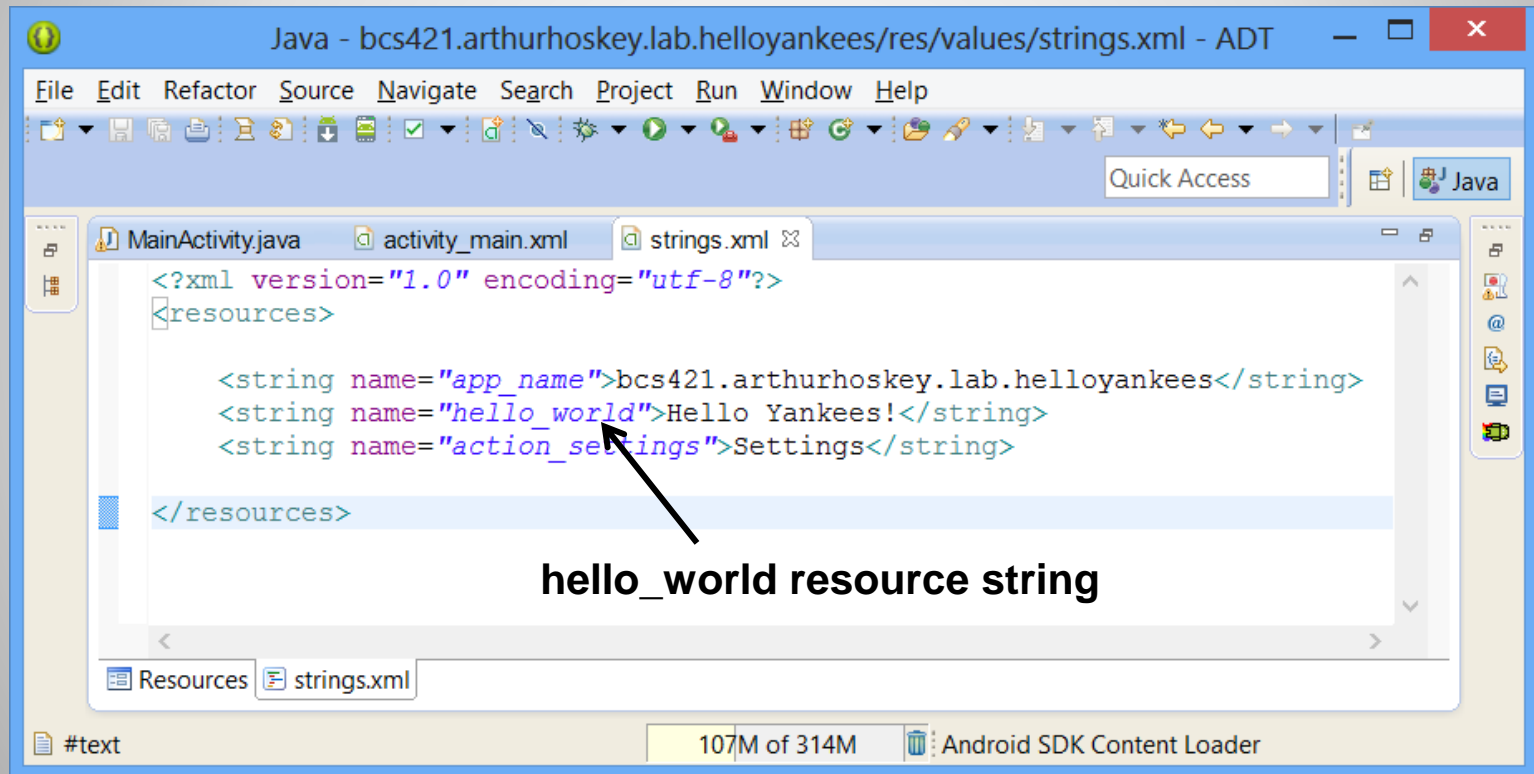 Java - bcs421.arthurhoskey.lab.helloyankees/res/values/strings.xml - ADT
File Edit Refactor Source Navigate Search Project Run Window Help
Quick Access
Java
MainActivity.java activity_main.xml strings.xml
<?xml version="1.0" encoding="utf-8"?>
<resources>
<string name="app_name">bcs421.arthurhoskey.lab.helloyankees</string>
<string name="hello_world">Hello Yankees!</string>
<string name="action_settings">Settings</string>
</resources>
hello_world resource string
Resources strings.xml
#text 107M of 314M Android SDK Content Loader